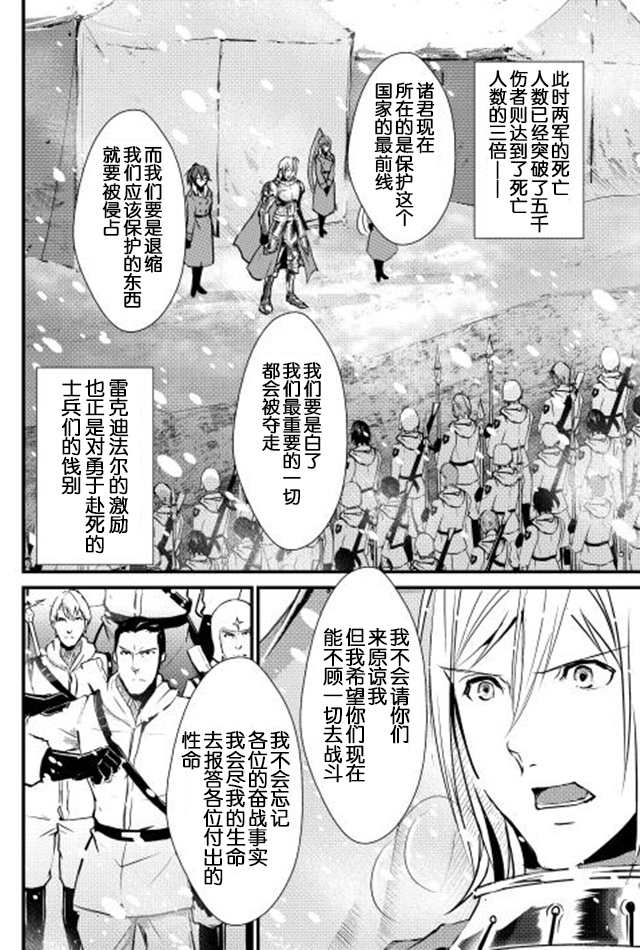 此时两军的死亡
人数已经突破了五千
伤者则达到了死亡
人数的三倍——
诸君现在
所在的是保护这个
国家的最前线
而我们要是退缩
我们应该保护的东西
就要被侵占
我们要是白了
我们最重要的一切
都会被夺走
雷克迪法尔的激励
也正是对勇于赴死的
士兵们的饯别
我不会请你们
来原谅我
但我希望你们现在
能不顾一切去战斗
我不会忘记
各位的奋战事实
我会尽我的生命
去报答各位付出的
性命